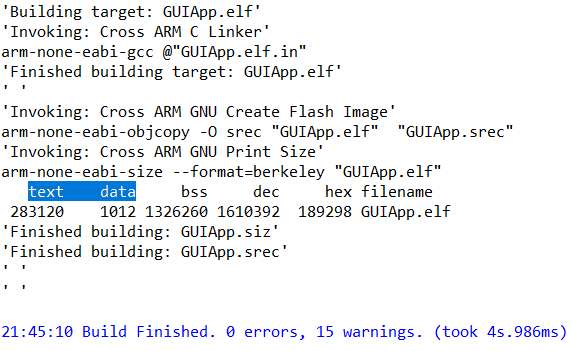 'Building target: GUIApp.elf'
'Invoking: Cross ARM C Linker'
arm-none-eabi-gcc @"GUIApp.elf.in"
'Finished building target: GUIApp.elf'
' '
'Invoking: Cross ARM GNU Create Flash Image'
arm-none-eabi-objcopy -O srec "GUIApp.elf"  "GUIApp.srec"
'Invoking: Cross ARM GNU Print Size'
arm-none-eabi-size --format=berkeley "GUIApp.elf"
   text    data     bss     dec     hex filename
 283120    1012 1326260 1610392  189298 GUIApp.elf
'Finished building: GUIApp.siz'
'Finished building: GUIApp.srec'
' '
' '
21:45:10 Build Finished. 0 errors, 15 warnings. (took 4s.986ms)